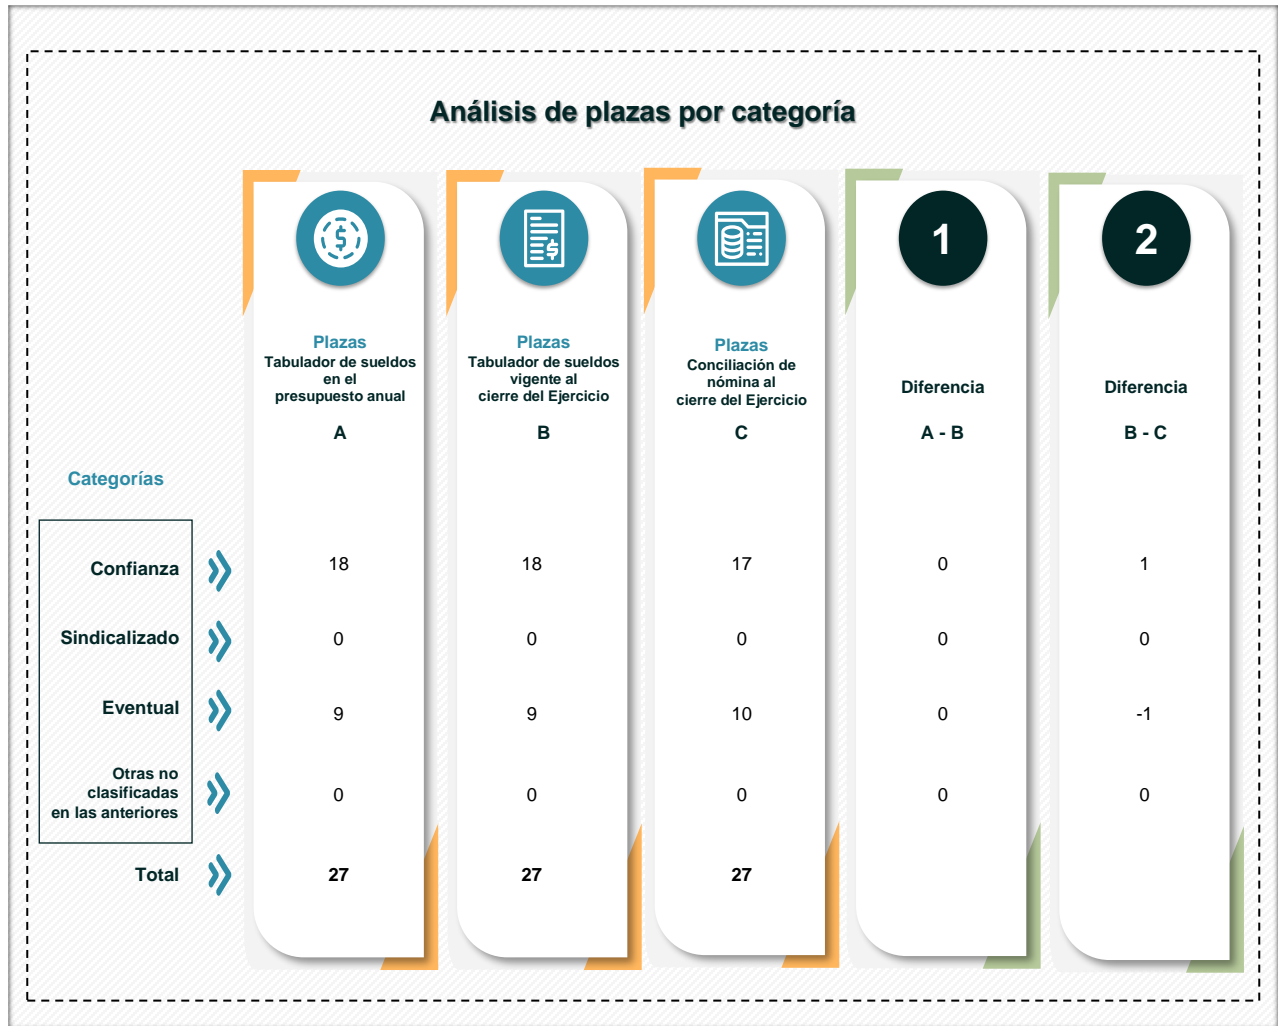 Análisis de plazas por categoría
1
2
Plazas
Tabulador de sueldos
en el
presupuesto anual
A
Plazas
Tabulador de sueldos
vigente al
cierre del Ejercicio
B
Plazas
Conciliación de
nómina al
cierre del Ejercicio
C
Diferencia
A - B
Diferencia
B - C
Categorías
Confianza 18 18 17 0 1
Sindicalizado 0 0 0 0 0
Eventual 9 9 10 0 -1
Otras no
clasificadas
en las anteriores 0 0 0 0 0
Total 27 27 27